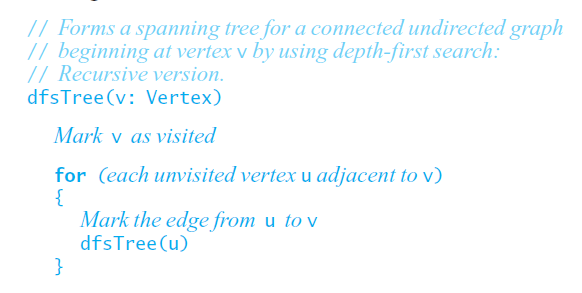 // Forms a spanning tree for a connected undirected graph
// beginning at vertex v by using depth-first search:
// Recursive version.
dfsTree(v: Vertex)
Mark v as visited
for (each unvisited vertex u adjacent to v)
{
Mark the edge from u to v
dfsTree(u)
}